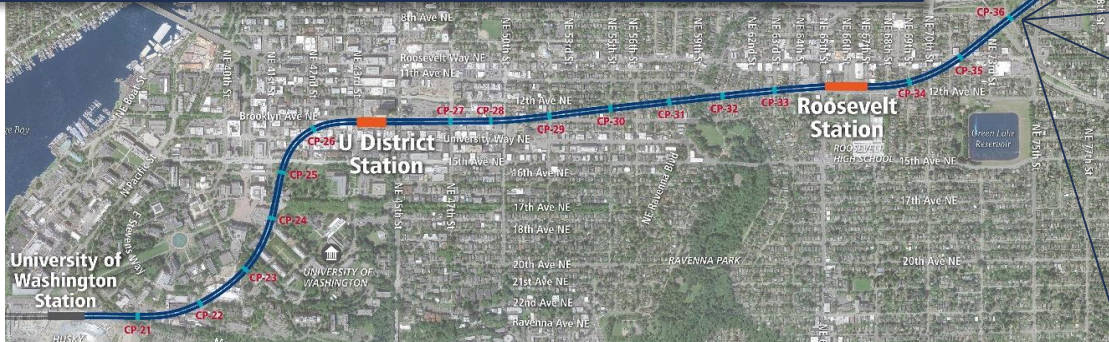 CP-36
8th Ave NE
Roosevelt Way NE
11th Ave NE
NE 40th St
NE 41st St
NE 42nd St
NE 43rd St
NE 50th St
NE 53rd St
NE 55th St
NE 56th St
NE 62nd St
NE 65th St
NE 66th St
NE 68th St
NE 69th St
NE 70th St
NE Boat St
CP-35
CP-34
12th Ave NE
CP-33
CP-32
CP-31
CP-30
CP-29
CP-28
CP-27
12th Ave NE
Brooklyn Ave NE
CP-26
U District
Station
University Way NE
15th Ave NE
16th Ave NE
Roosevelt
Station
ROOSEVELT
HIGH SCHOOL
Green Lake
Reservoir
15th Ave NE
17th Ave NE
NE 75th St
NE 77th St
N Pacific St
E Stevens Way
CP-25
CP-24
CP-23
CP-22
CP-21
NE 45th St
NE 47th St
17th Ave NE
18th Ave NE
20th Ave NE
21st Ave NE
22nd Ave NE
Ravenna Ave NE
NE Ravenna Blvd
RAVENNA PARK
20th Ave NE
UNIVERSITY OF
WASHINGTON
University of
Washington
Station
HUSKY